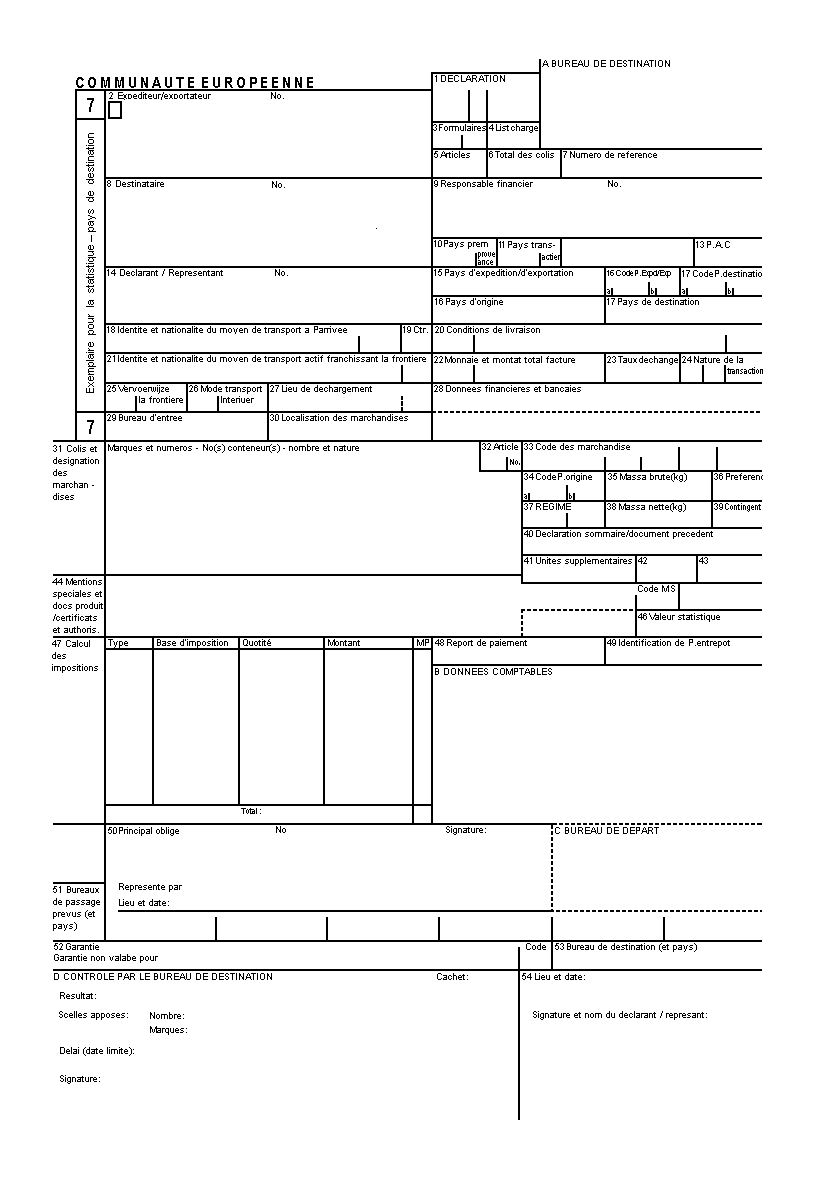 A BUREAU DE DESTINATION
COMMUNAUTE EUROPEENNE
1 DECLARATION
7
2 Expediteur/exportateur No.
3 Formulaires 4 List charge
5 Articles 6 Total des colis 7 Numero de reference
Exemplaire pour la statistique – pays de destination
8 Destinataire No. 9 Responsable financier No.
10 Pays prem 11 Pays trans- 13 P.A.C
proue actier
ance
14 Declarant / Representant No. 15 Pays d'expedition/d'exportation 16 Code P. Expd/Exp 17 Code P. destinatio
a| b| a| b|
16 Pays d'origine 17 Pays de destination
18 Identite et nationalite du moyen de transport a Parrivee 19 Ctr. 20 Conditions de livraison
21 Identite et nationalite du moyen de transport actif franchissant la frontiere 22 Monnaie et montat total facture 23 Taux dechange 24 Nature de la
transaction
25 Vervoerwijze 26 Mode transport 27 Lieu de dechargement 28 Donnees financieres et bancaies
la frontiere Interiuer
7
29 Bureau d'entree 30 Localisation des marchandises
31 Colis et
designation
des
marchan -
dises
Marques et numeros - No(s) conteneur(s) - nombre et nature 32 Article 33 Code des marchandise
No.
34 Code P. origine 35 Massa brute(kg) 36 Preferenc
a| b|
37 REGIME 38 Massa nette(kg) 39 Contingent
40 Declaration sommaire/document precedent
41 Unites supplementaires 42 43
44 Mentions
speciales et
docs produit
/certificats
et authoris.
Code MS
46 Valeur statistique
47 Calcul
des
impositions
Type Base d'imposition Quotité Montant MP 48 Report de paiement 49 Identification de P.entrepot
B DONNEES COMPTABLES
Total :
50 Principal oblige No Signature: C BUREAU DE DEPART
Represente par
Lieu et date:
51 Bureaux
de passage
prevus (et
pays)
52 Garantie Code 53 Bureau de destination (et pays)
Garantie non valabe pour
D CONTROLE PAR LE BUREAU DE DESTINATION Cachet: 54 Lieu et date:
Resultat:
Scelles apposes: Nombre: Signature et nom du declarant / represant:
Marques:
Delai (date limite):
Signature: